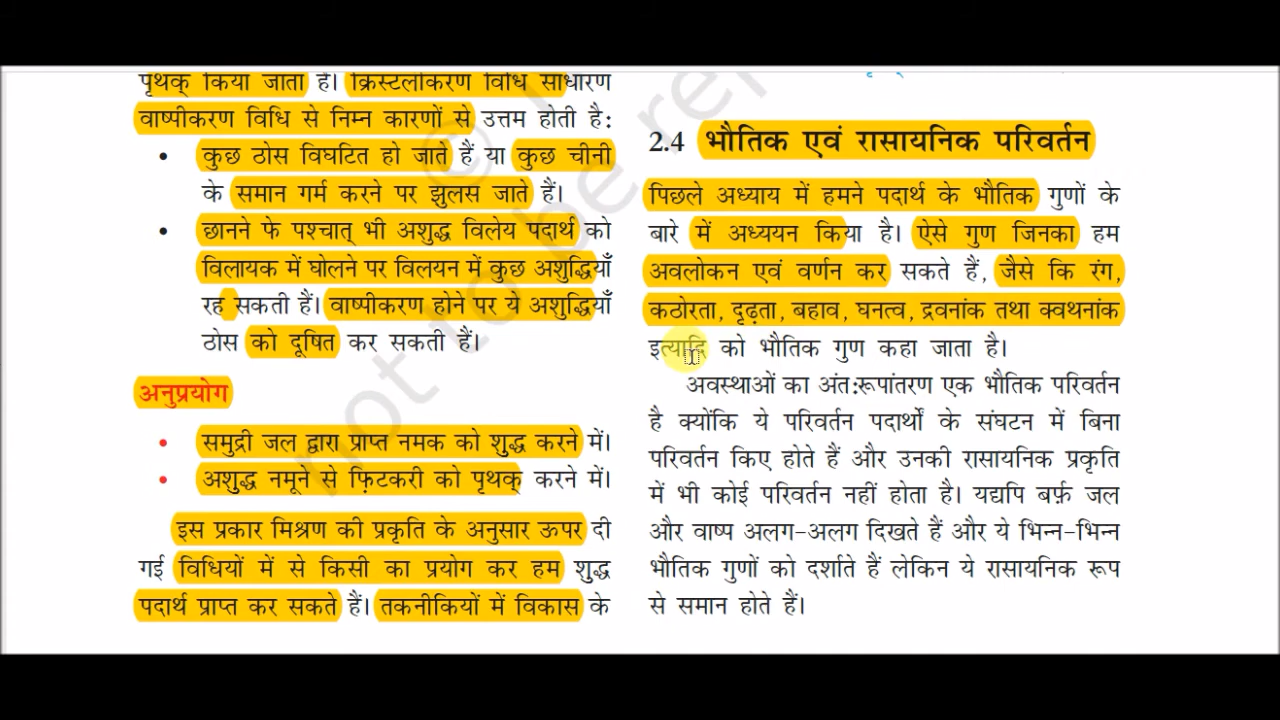 पृथक् किया जाता है। क्रिस्टलीकरण विधि साधारण
वाष्पीकरण विधि से निम्न कारणों से उत्तम होती है:
• कुछ ठोस विघटित हो जाते हैं या कुछ चीनी
के समान गर्म करने पर झुलस जाते हैं।
• छानने के पश्चात् भी अशुद्ध विलेय पदार्थ को
विलायक में घोलने पर विलयन में कुछ अशुद्धियाँ
रह सकती हैं। वाष्पीकरण होने पर ये अशुद्धियाँ
ठोस को दूषित कर सकती हैं।
अनुप्रयोग
• समुद्री जल द्वारा प्राप्त नमक को शुद्ध करने में।
• अशुद्ध नमूने से फ़िटकरी को पृथक् करने में।
इस प्रकार मिश्रण की प्रकृति के अनुसार ऊपर दी
गई विधियों में से किसी का प्रयोग कर हम शुद्ध
पदार्थ प्राप्त कर सकते हैं। तकनीकियों में विकास के
2.4 भौतिक एवं रासायनिक परिवर्तन
पिछले अध्याय में हमने पदार्थ के भौतिक गुणों के
बारे में अध्ययन किया है। ऐसे गुण जिनका हम
अवलोकन एवं वर्णन कर सकते हैं, जैसे कि रंग,
कठोरता, दृढ़ता, बहाव, घनत्व, द्रवनांक तथा क्वथनांक
इत्यादि को भौतिक गुण कहा जाता है।
अवस्थाओं का अंत:रूपांतरण एक भौतिक परिवर्तन
है क्योंकि ये परिवर्तन पदार्थों के संघटन में बिना
परिवर्तन किए होते हैं और उनकी रासायनिक प्रकृति
में भी कोई परिवर्तन नहीं होता है। यद्यपि बर्फ़ जल
और वाष्प अलग-अलग दिखते हैं और ये भिन्न-भिन्न
भौतिक गुणों को दर्शाते हैं लेकिन ये रासायनिक रूप
से समान होते हैं।
not to be re